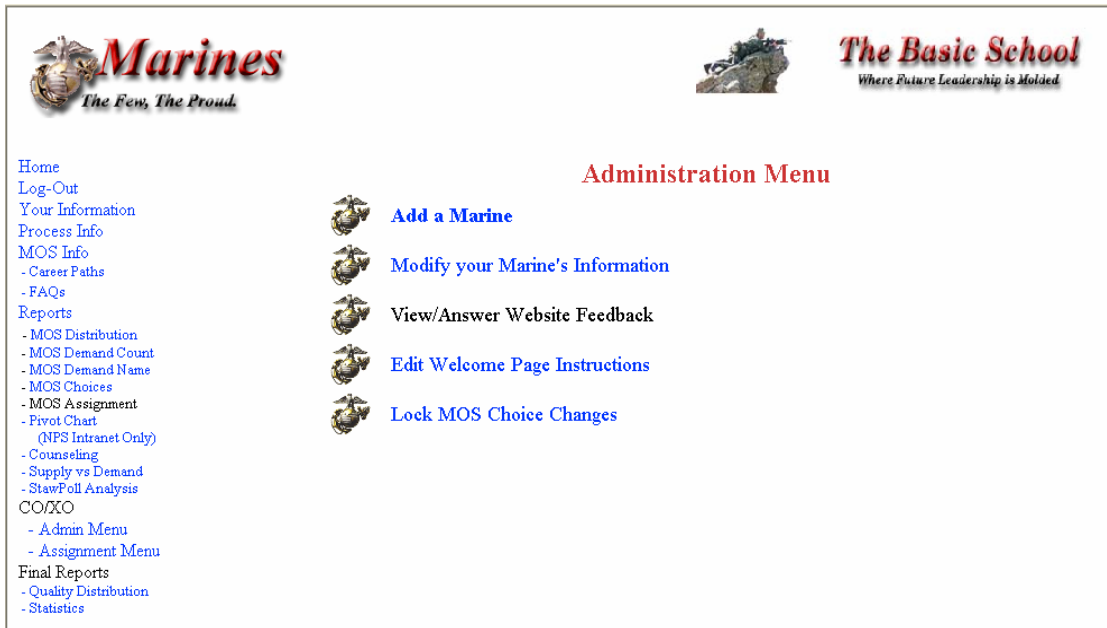 Marines
The Few, The Proud.
The Basic School
Where Future Leadership is Molded
Home
Log-Out
Your Information
Process Info
MOS Info
- Career Paths
- FAQs
Reports
- MOS Distribution
- MOS Demand Count
- MOS Demand Name
- MOS Choices
- MOS Assignment
- Pivot Chart
(NPS Intranet Only)
- Counseling
- Supply vs Demand
- StawPoll Analysis
CO/XO
- Admin Menu
- Assignment Menu
Final Reports
- Quality Distribution
- Statistics
Administration Menu
Add a Marine
Modify your Marine's Information
View/Answer Website Feedback
Edit Welcome Page Instructions
Lock MOS Choice Changes